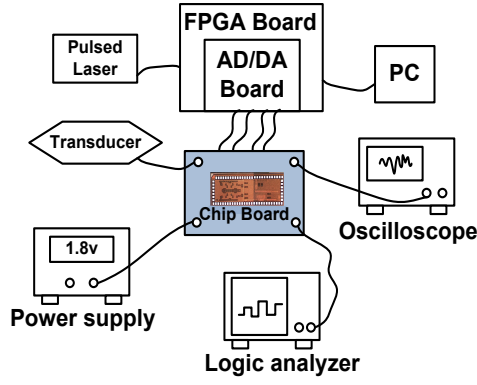 FPGA Board
Pulsed
Laser
AD/DA
Board
PC
Transducer
Chip Board
Oscilloscope
1.8v
Power supply
Logic analyzer